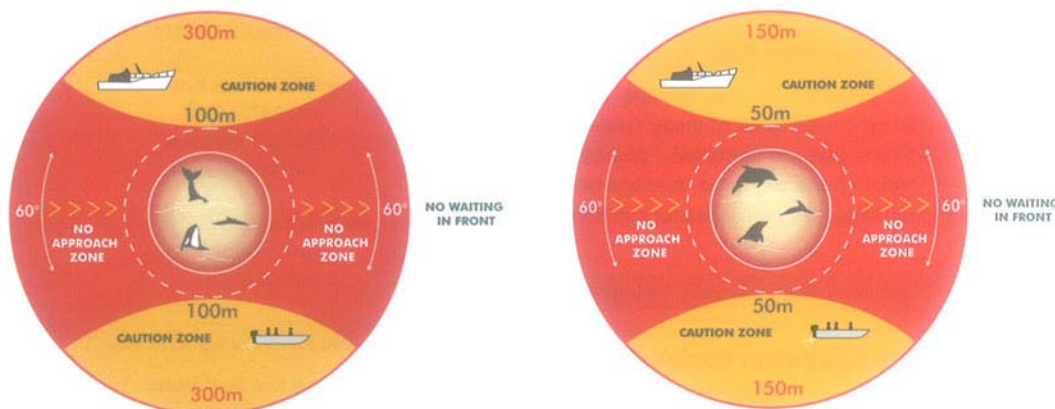 300m
CAUTION ZONE
100m
60°
NO
APPROACH
ZONE
NO
APPROACH
ZONE
60°
NO WAITING
IN FRONT
100m
CAUTION ZONE
300m
150m
CAUTION ZONE
50m
60°
NO
APPROACH
ZONE
NO
APPROACH
ZONE
60°
NO WAITING
IN FRONT
50m
CAUTION ZONE
150m